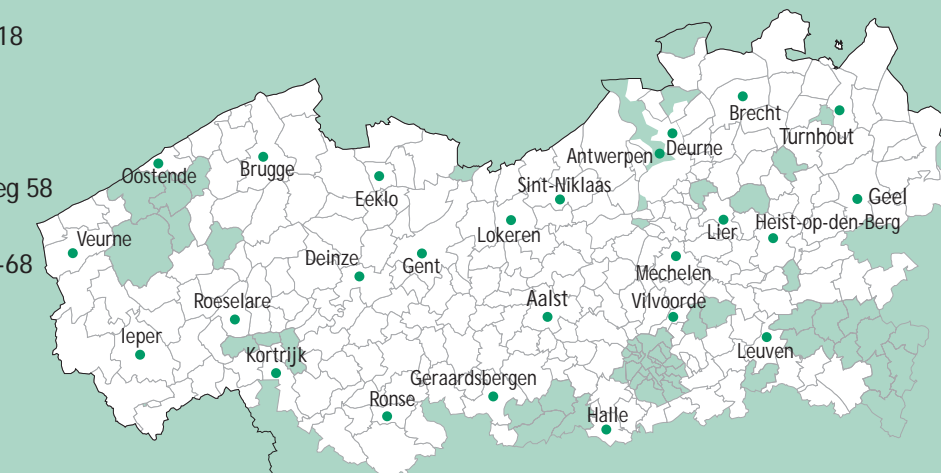 18
Brecht
Turnhout
Deurne
Antwerpen
Brugge
Oostende
Sint-Niklaas
eg 58
Eeklo
Geel
Heist-op-den-Berg
Lier
Lokeren
Veurne
-68
Deinze
Gent
Mechelen
Roeselare
Aalst
Vilvoorde
Ieper
Leuven
Kortrijk
Geraardsbergen
Ronse
Halle